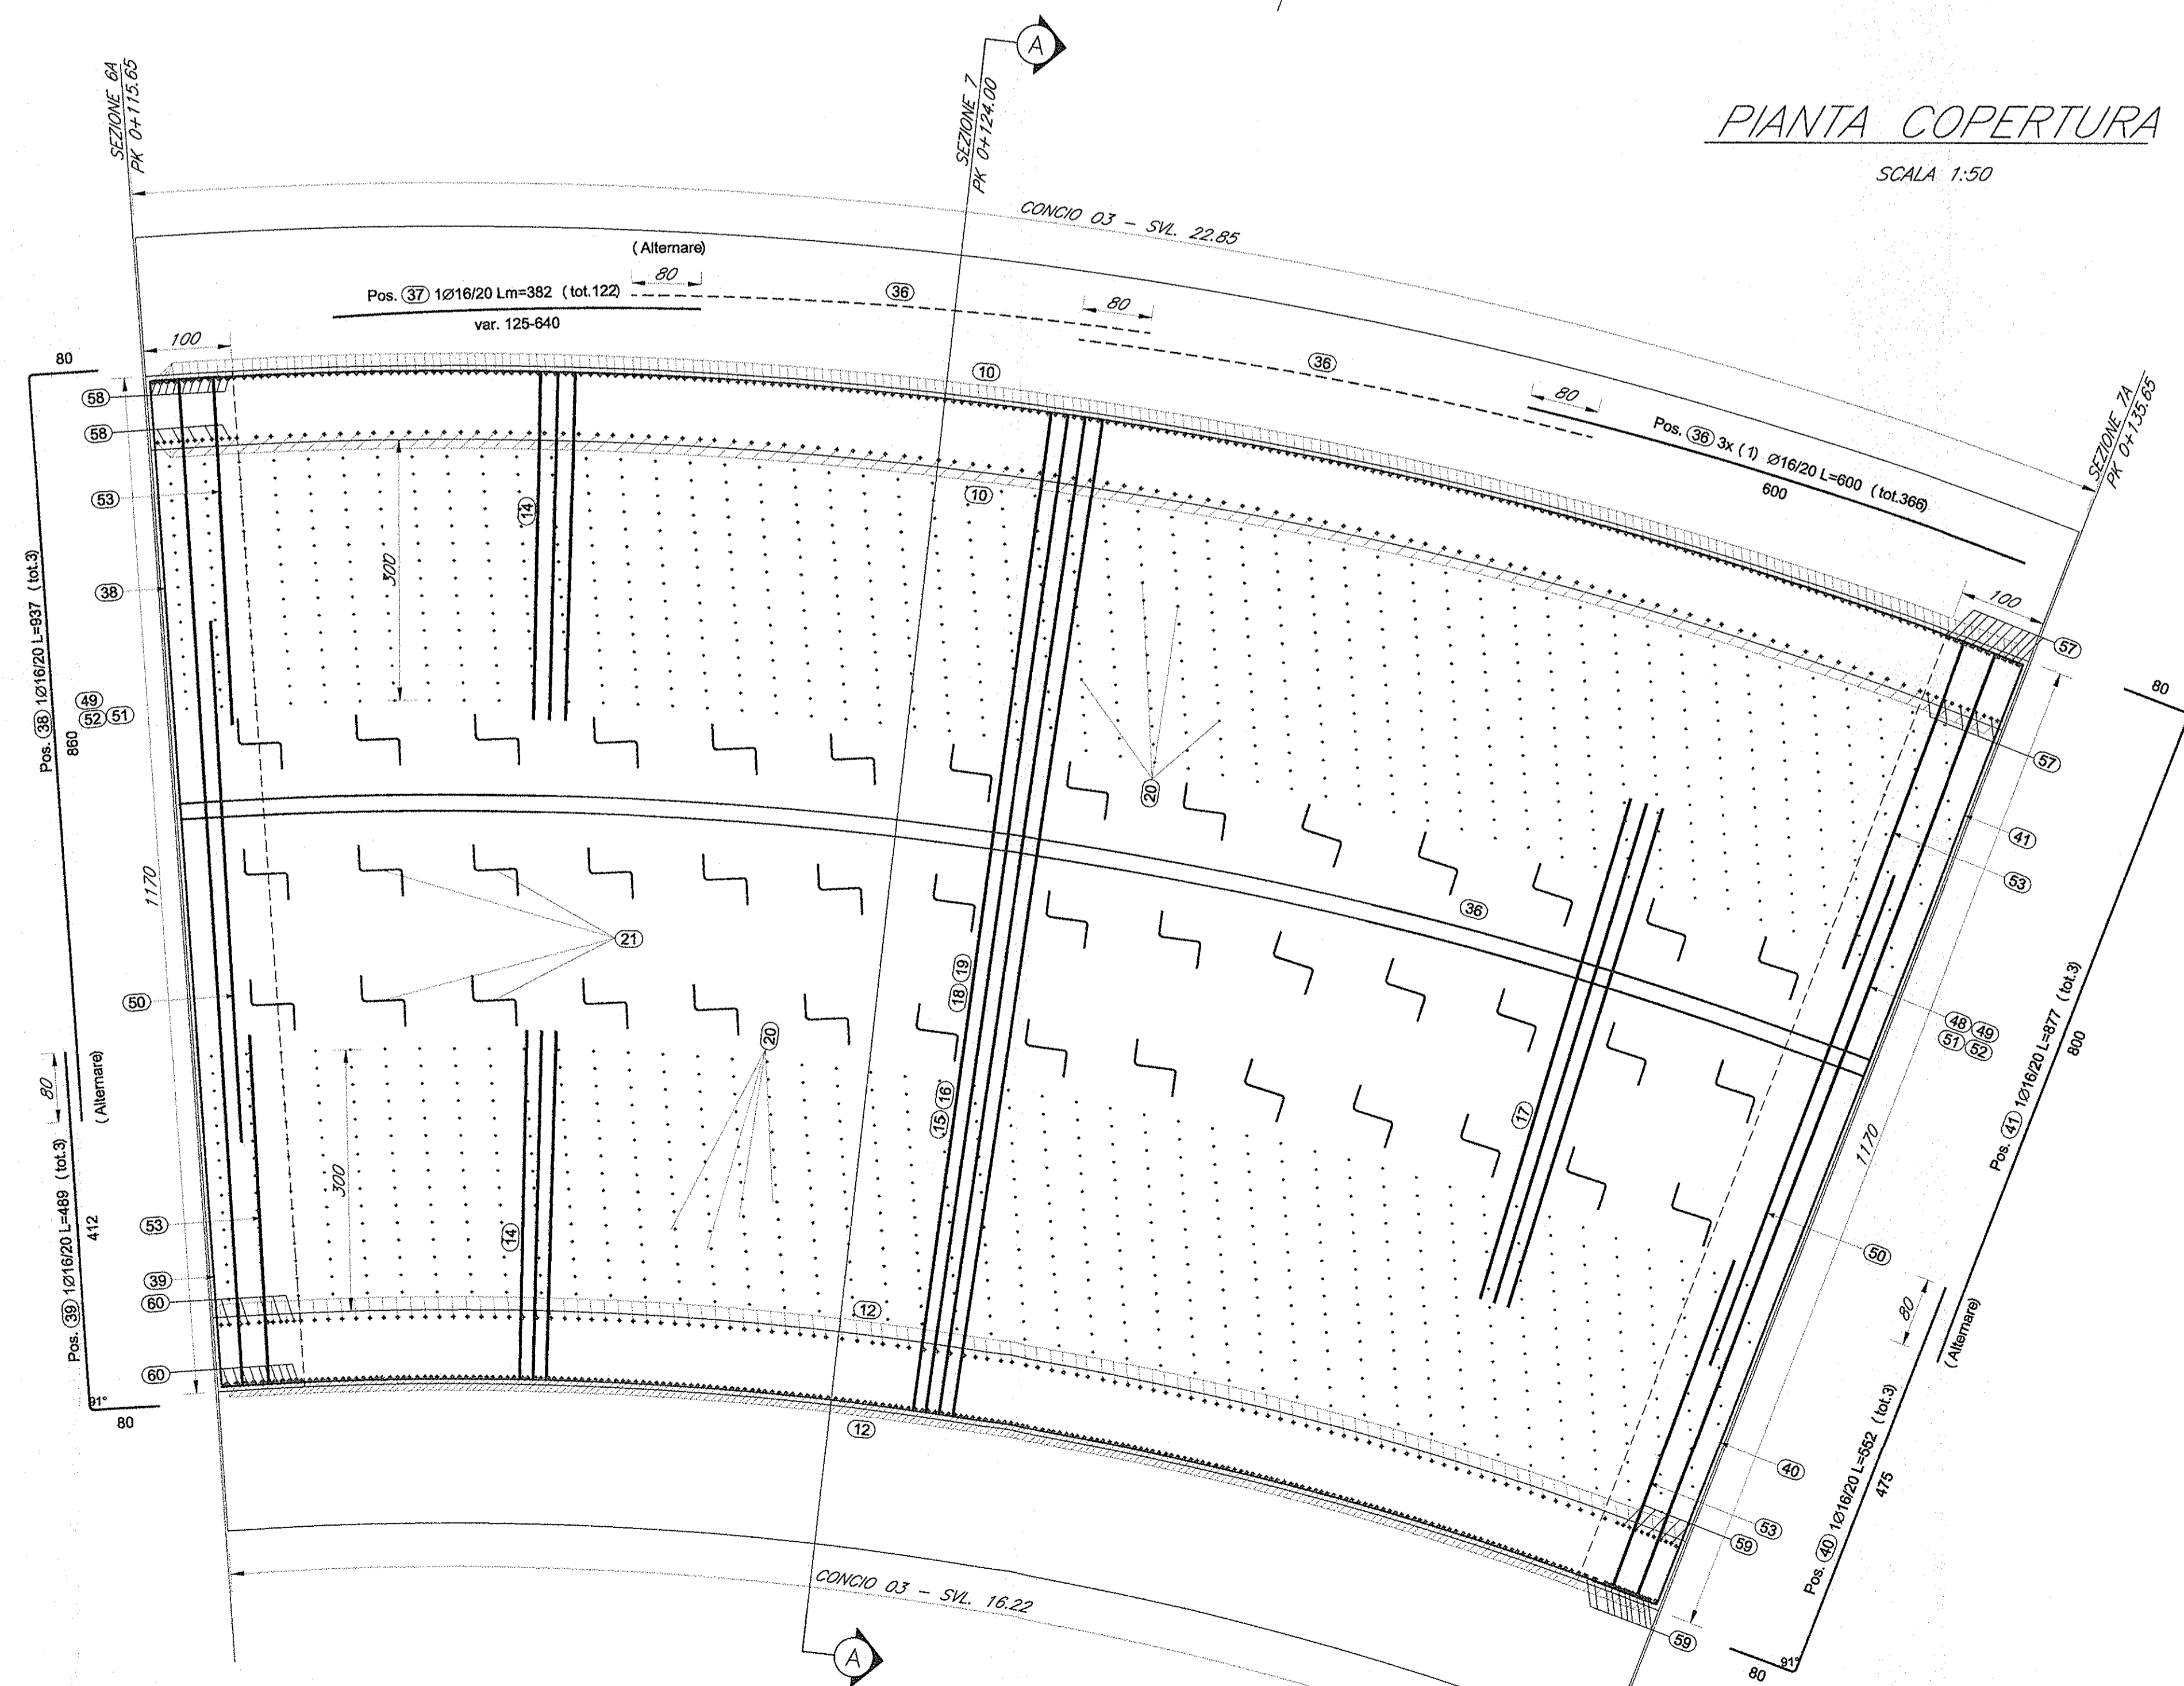 PIANTA COPERTURA
SCALA 1:50
SEZIONE 6A
PK 0+115.65
SEZIONE 7
PK 0+124.00
A
CONCIO 03 - SVL. 22.85
SEZIONE 7A
PK 0+135.65
(Alternare)
80
Pos. 37 1Ø16/20 Lm=382 (tot.122)
var. 125-640
36
80
36
80
Pos. 36 3x (1) Ø16/20 L=600 (tot.366)
600
100
100
80
58
58
53
38
Pos. 38 1Ø16/20 L=937 (tot.3)
860
49
52 51
1170
50
80
(Alternare)
Pos. 39 1Ø16/20 L=489 (tot.3)
412
53
39
60
60
91°
80
10
10
14
300
20
21
20
18 19
15 16
36
17
300
14
12
12
57
57
80
41
53
48 49
51 52
Pos. 41 1Ø16/20 L=877 (tot.3)
800
1170
50
80
(Alternare)
40
Pos. 40 1Ø16/20 L=552 (tot.3)
475
53
59
59
80
91°
CONCIO 03 - SVL. 16.22
A